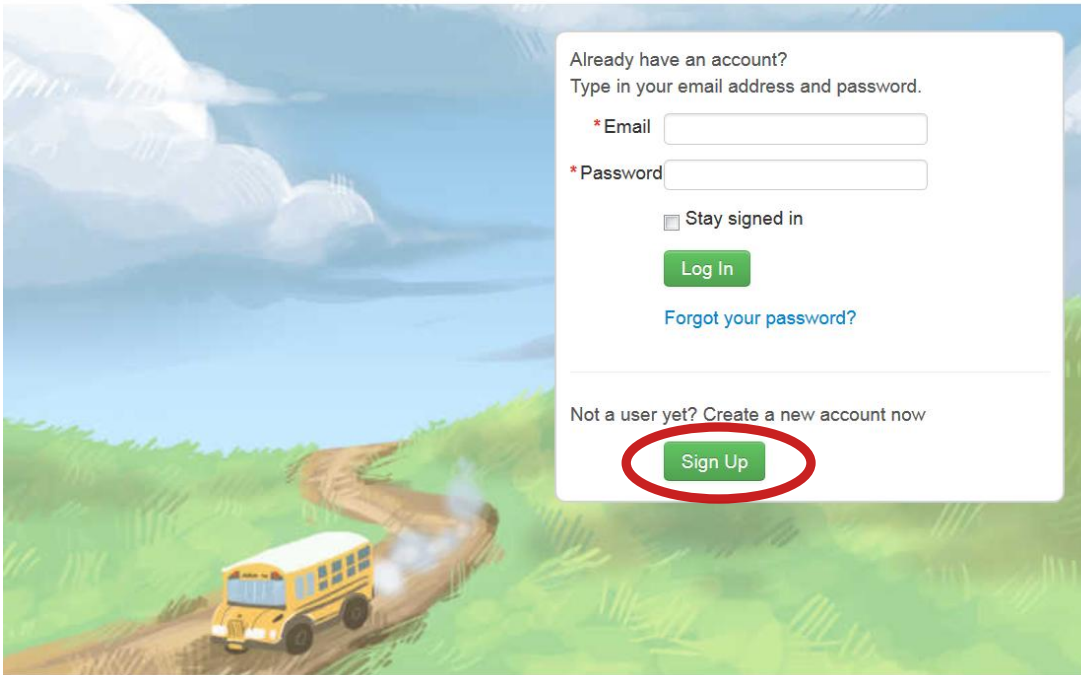 Already have an account?
Type in your email address and password.
*Email
*Password
Stay signed in
Log In
Forgot your password?
Not a user yet? Create a new account now
Sign Up